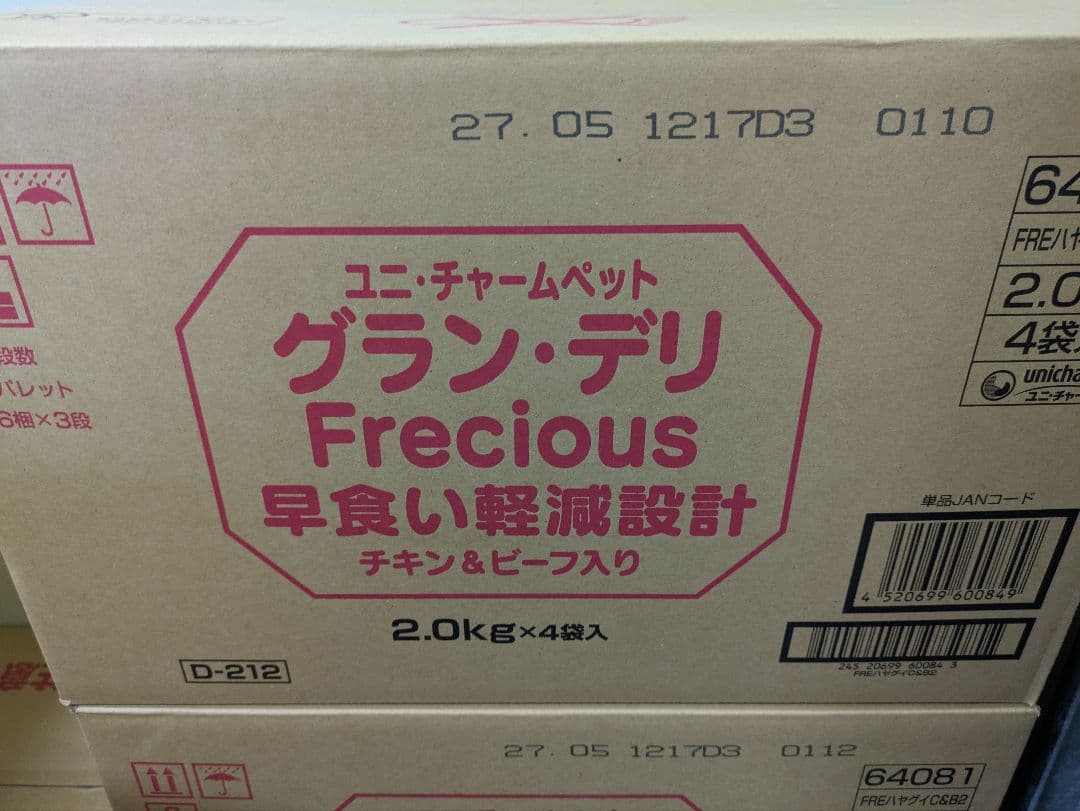 27. 05 1217D3 0110
64
FREハヤ
2.0
4袋
unicha
ユニ・チャー
段数
パレット
6梱×3段
ユニ・チャームペット
グラン・デリ
Frecious
早食い軽減設計
チキン&ビーフ入り
2.0kg×4袋入
D-212
単品JANコード
4 520699 600849
245 20699 60084 3
FREハヤグイC&B2
27. 05 1217D3 0112
64081
FREハヤグイC&B2